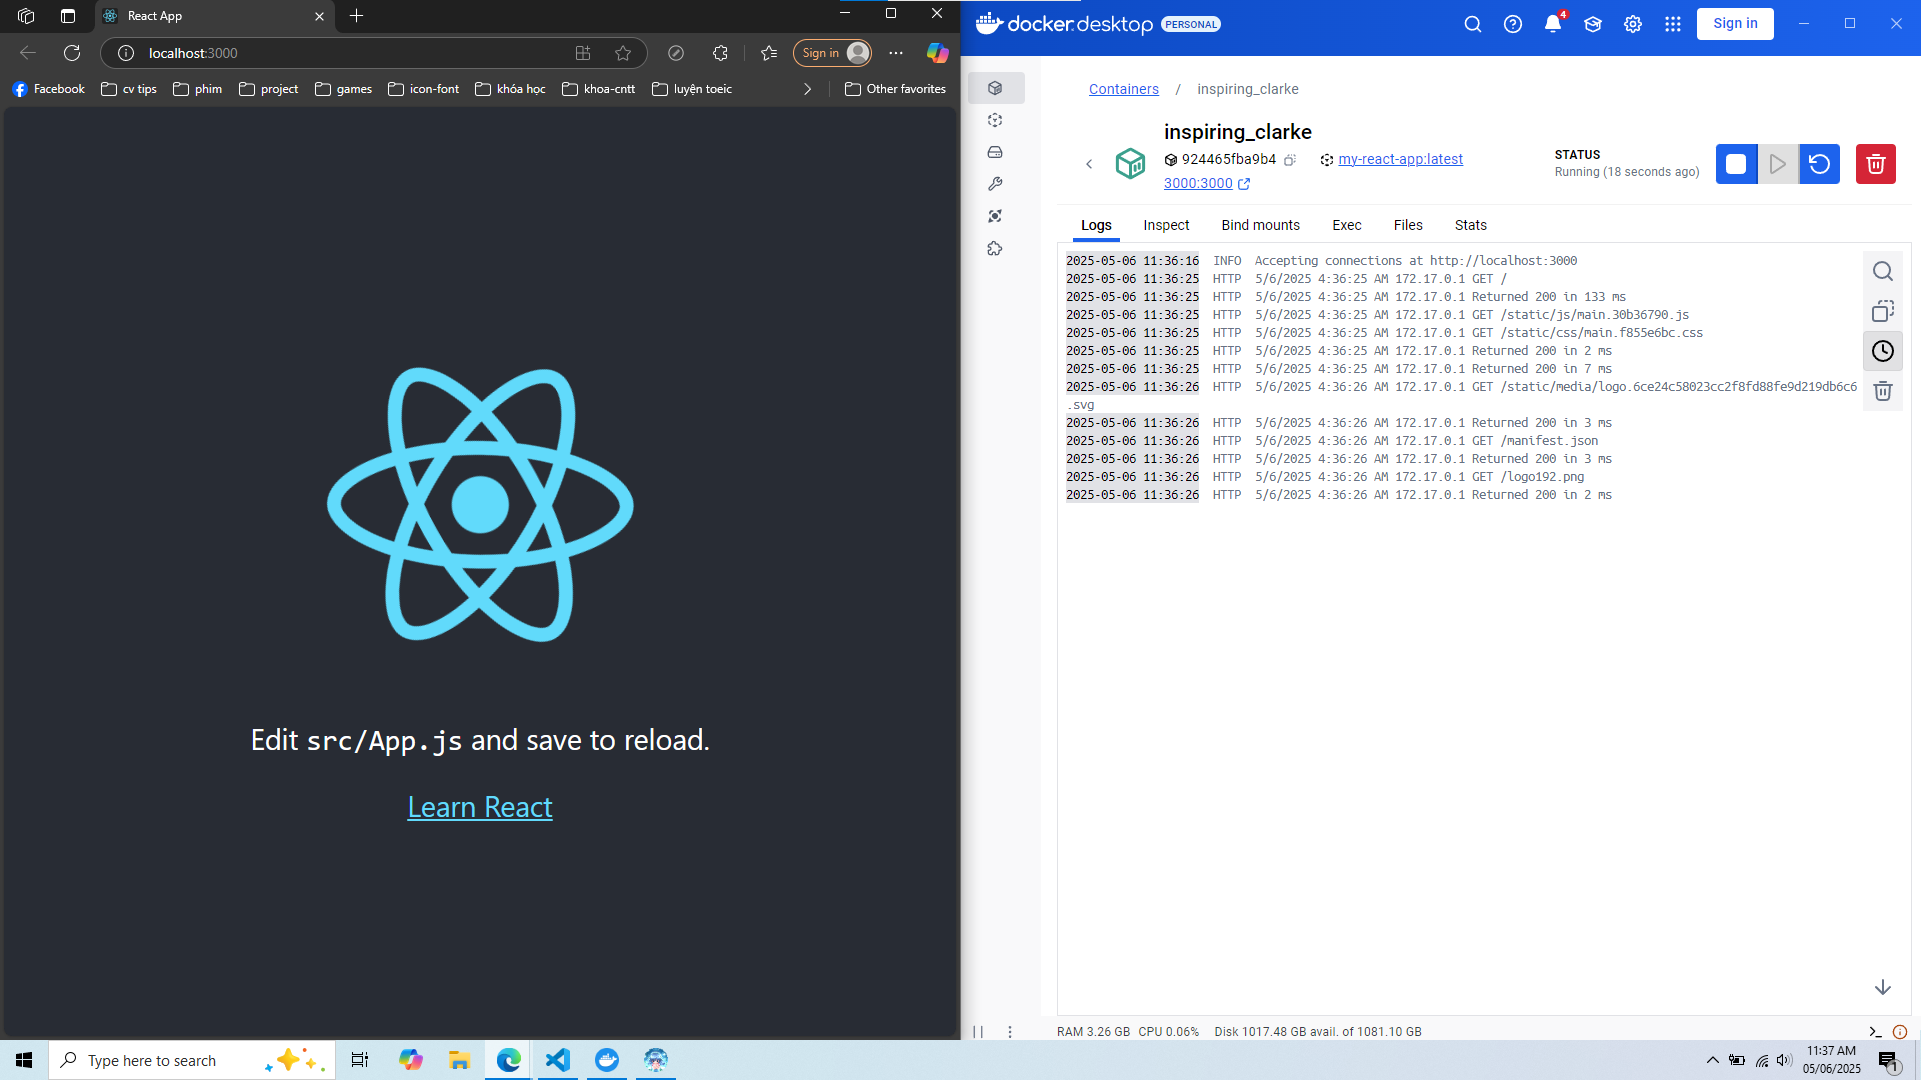 React App
localhost:3000
Sign in
Facebook
cv tips
phim
project
games
icon-font
khóa học
khoa-cntt
luyện toeic
Other favorites
Edit src/App.js and save to reload.
Learn React
docker.desktop PERSONAL
4
Sign in
Containers / inspiring_clarke
inspiring_clarke
924465fba9b4 my-react-app:latest
3000:3000
STATUS
Running (18 seconds ago)
Logs Inspect Bind mounts Exec Files Stats
2025-05-06 11:36:16 INFO Accepting connections at http://localhost:3000
2025-05-06 11:36:25 HTTP 5/6/2025 4:36:25 AM 172.17.0.1 GET /
2025-05-06 11:36:25 HTTP 5/6/2025 4:36:25 AM 172.17.0.1 Returned 200 in 133 ms
2025-05-06 11:36:25 HTTP 5/6/2025 4:36:25 AM 172.17.0.1 GET /static/js/main.30b36790.js
2025-05-06 11:36:25 HTTP 5/6/2025 4:36:25 AM 172.17.0.1 GET /static/css/main.f855e6bc.css
2025-05-06 11:36:25 HTTP 5/6/2025 4:36:25 AM 172.17.0.1 Returned 200 in 2 ms
2025-05-06 11:36:25 HTTP 5/6/2025 4:36:25 AM 172.17.0.1 Returned 200 in 7 ms
2025-05-06 11:36:26 HTTP 5/6/2025 4:36:26 AM 172.17.0.1 GET /static/media/logo.6ce24c58023cc2f8fd88fe9d219db6c6
.svg
2025-05-06 11:36:26 HTTP 5/6/2025 4:36:26 AM 172.17.0.1 Returned 200 in 3 ms
2025-05-06 11:36:26 HTTP 5/6/2025 4:36:26 AM 172.17.0.1 GET /manifest.json
2025-05-06 11:36:26 HTTP 5/6/2025 4:36:26 AM 172.17.0.1 Returned 200 in 3 ms
2025-05-06 11:36:26 HTTP 5/6/2025 4:36:26 AM 172.17.0.1 GET /logo192.png
2025-05-06 11:36:26 HTTP 5/6/2025 4:36:26 AM 172.17.0.1 Returned 200 in 2 ms
RAM 3.26 GB CPU 0.06% Disk 1017.48 GB avail. of 1081.10 GB
Type here to search
11:37 AM
05/06/2025
1